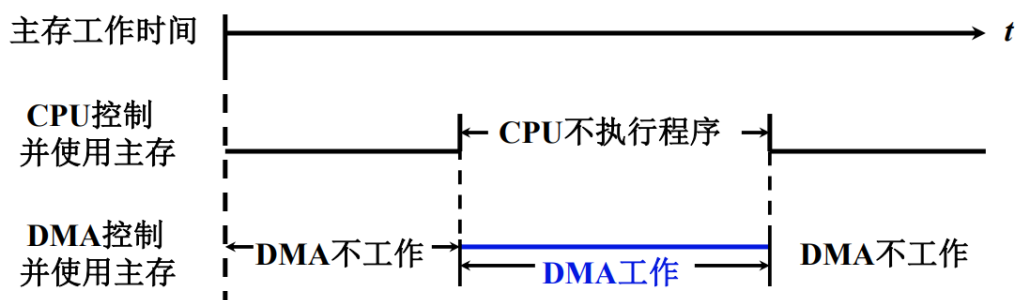 主存工作时间
t
CPU控制
并使用主存
CPU不执行程序
DMA控制
并使用主存
DMA不工作
DMA工作
DMA不工作